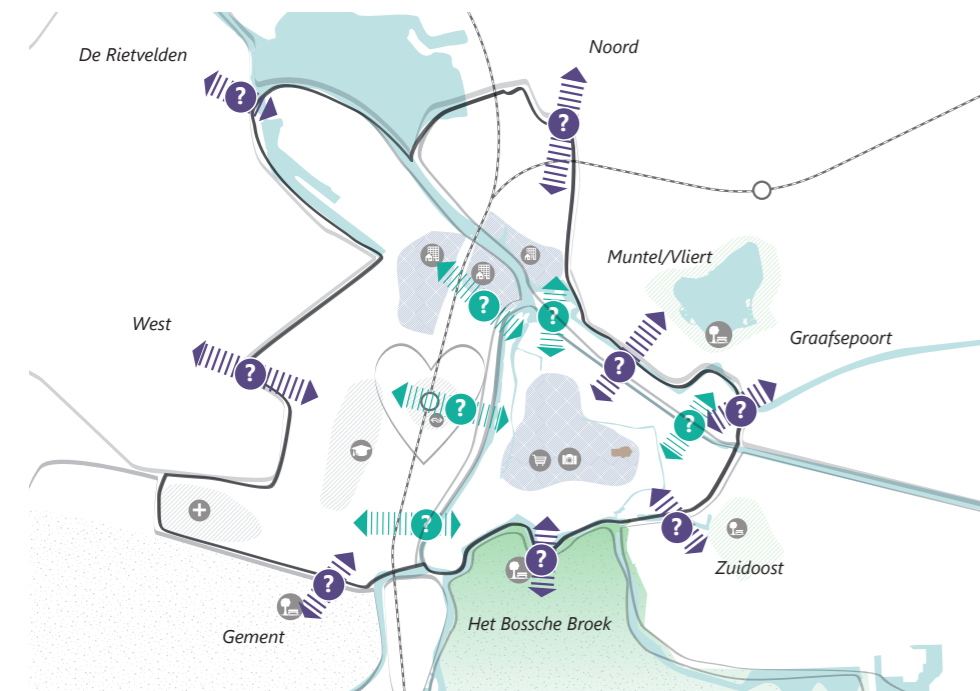 Noord
De Rietvelden
?
?
Muntel/Vliert
?
?
West
Graafsepoort
?
?
?
?
?
?
?
?
Zuidoost
?
?
Het Bossche Broek
Gement